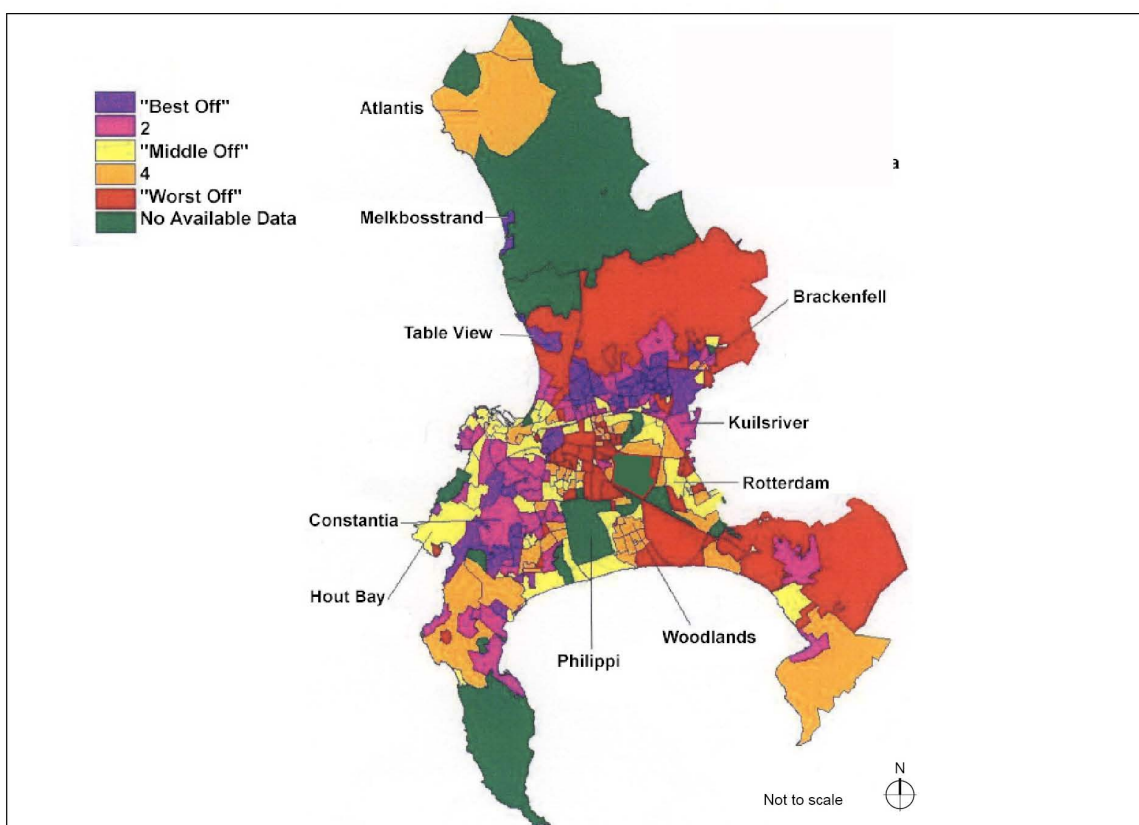 "Best Off"
2
"Middle Off"
4
"Worst Off"
No Available Data
Atlantis
a
Melkbosstrand
Brackenfell
Table View
Kuilsriver
Rotterdam
Constantia
Hout Bay
Woodlands
Philippi
N
Not to scale